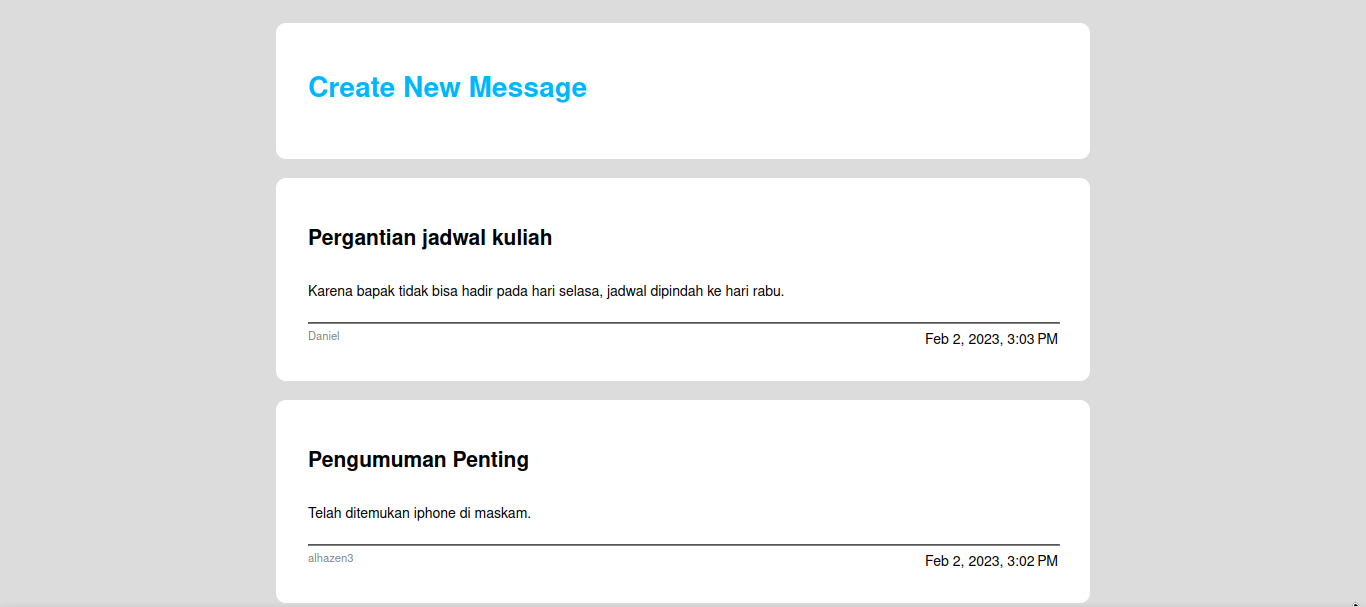 Create New Message
Pergantian jadwal kuliah
Karena bapak tidak bisa hadir pada hari selasa, jadwal dipindah ke hari rabu.
Daniel
Feb 2, 2023, 3:03 PM
Pengumuman Penting
Telah ditemukan iphone di maskam.
alhazen3
Feb 2, 2023, 3:02 PM